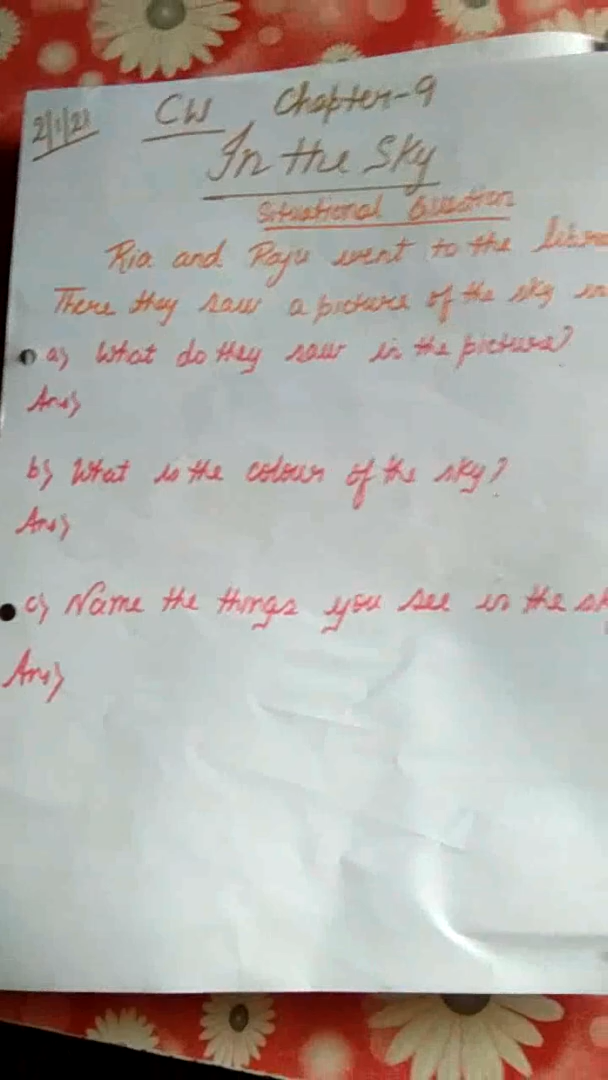 2/1/21 CW Chapter-9
In the Sky
Situational Question
Ria and Raju went to the
There they saw a picture of the sky
a) What do they saw in the picture?
Ans)
b) What is the colour of the sky?
Ans)
c) Name the things you see in the
Ans)